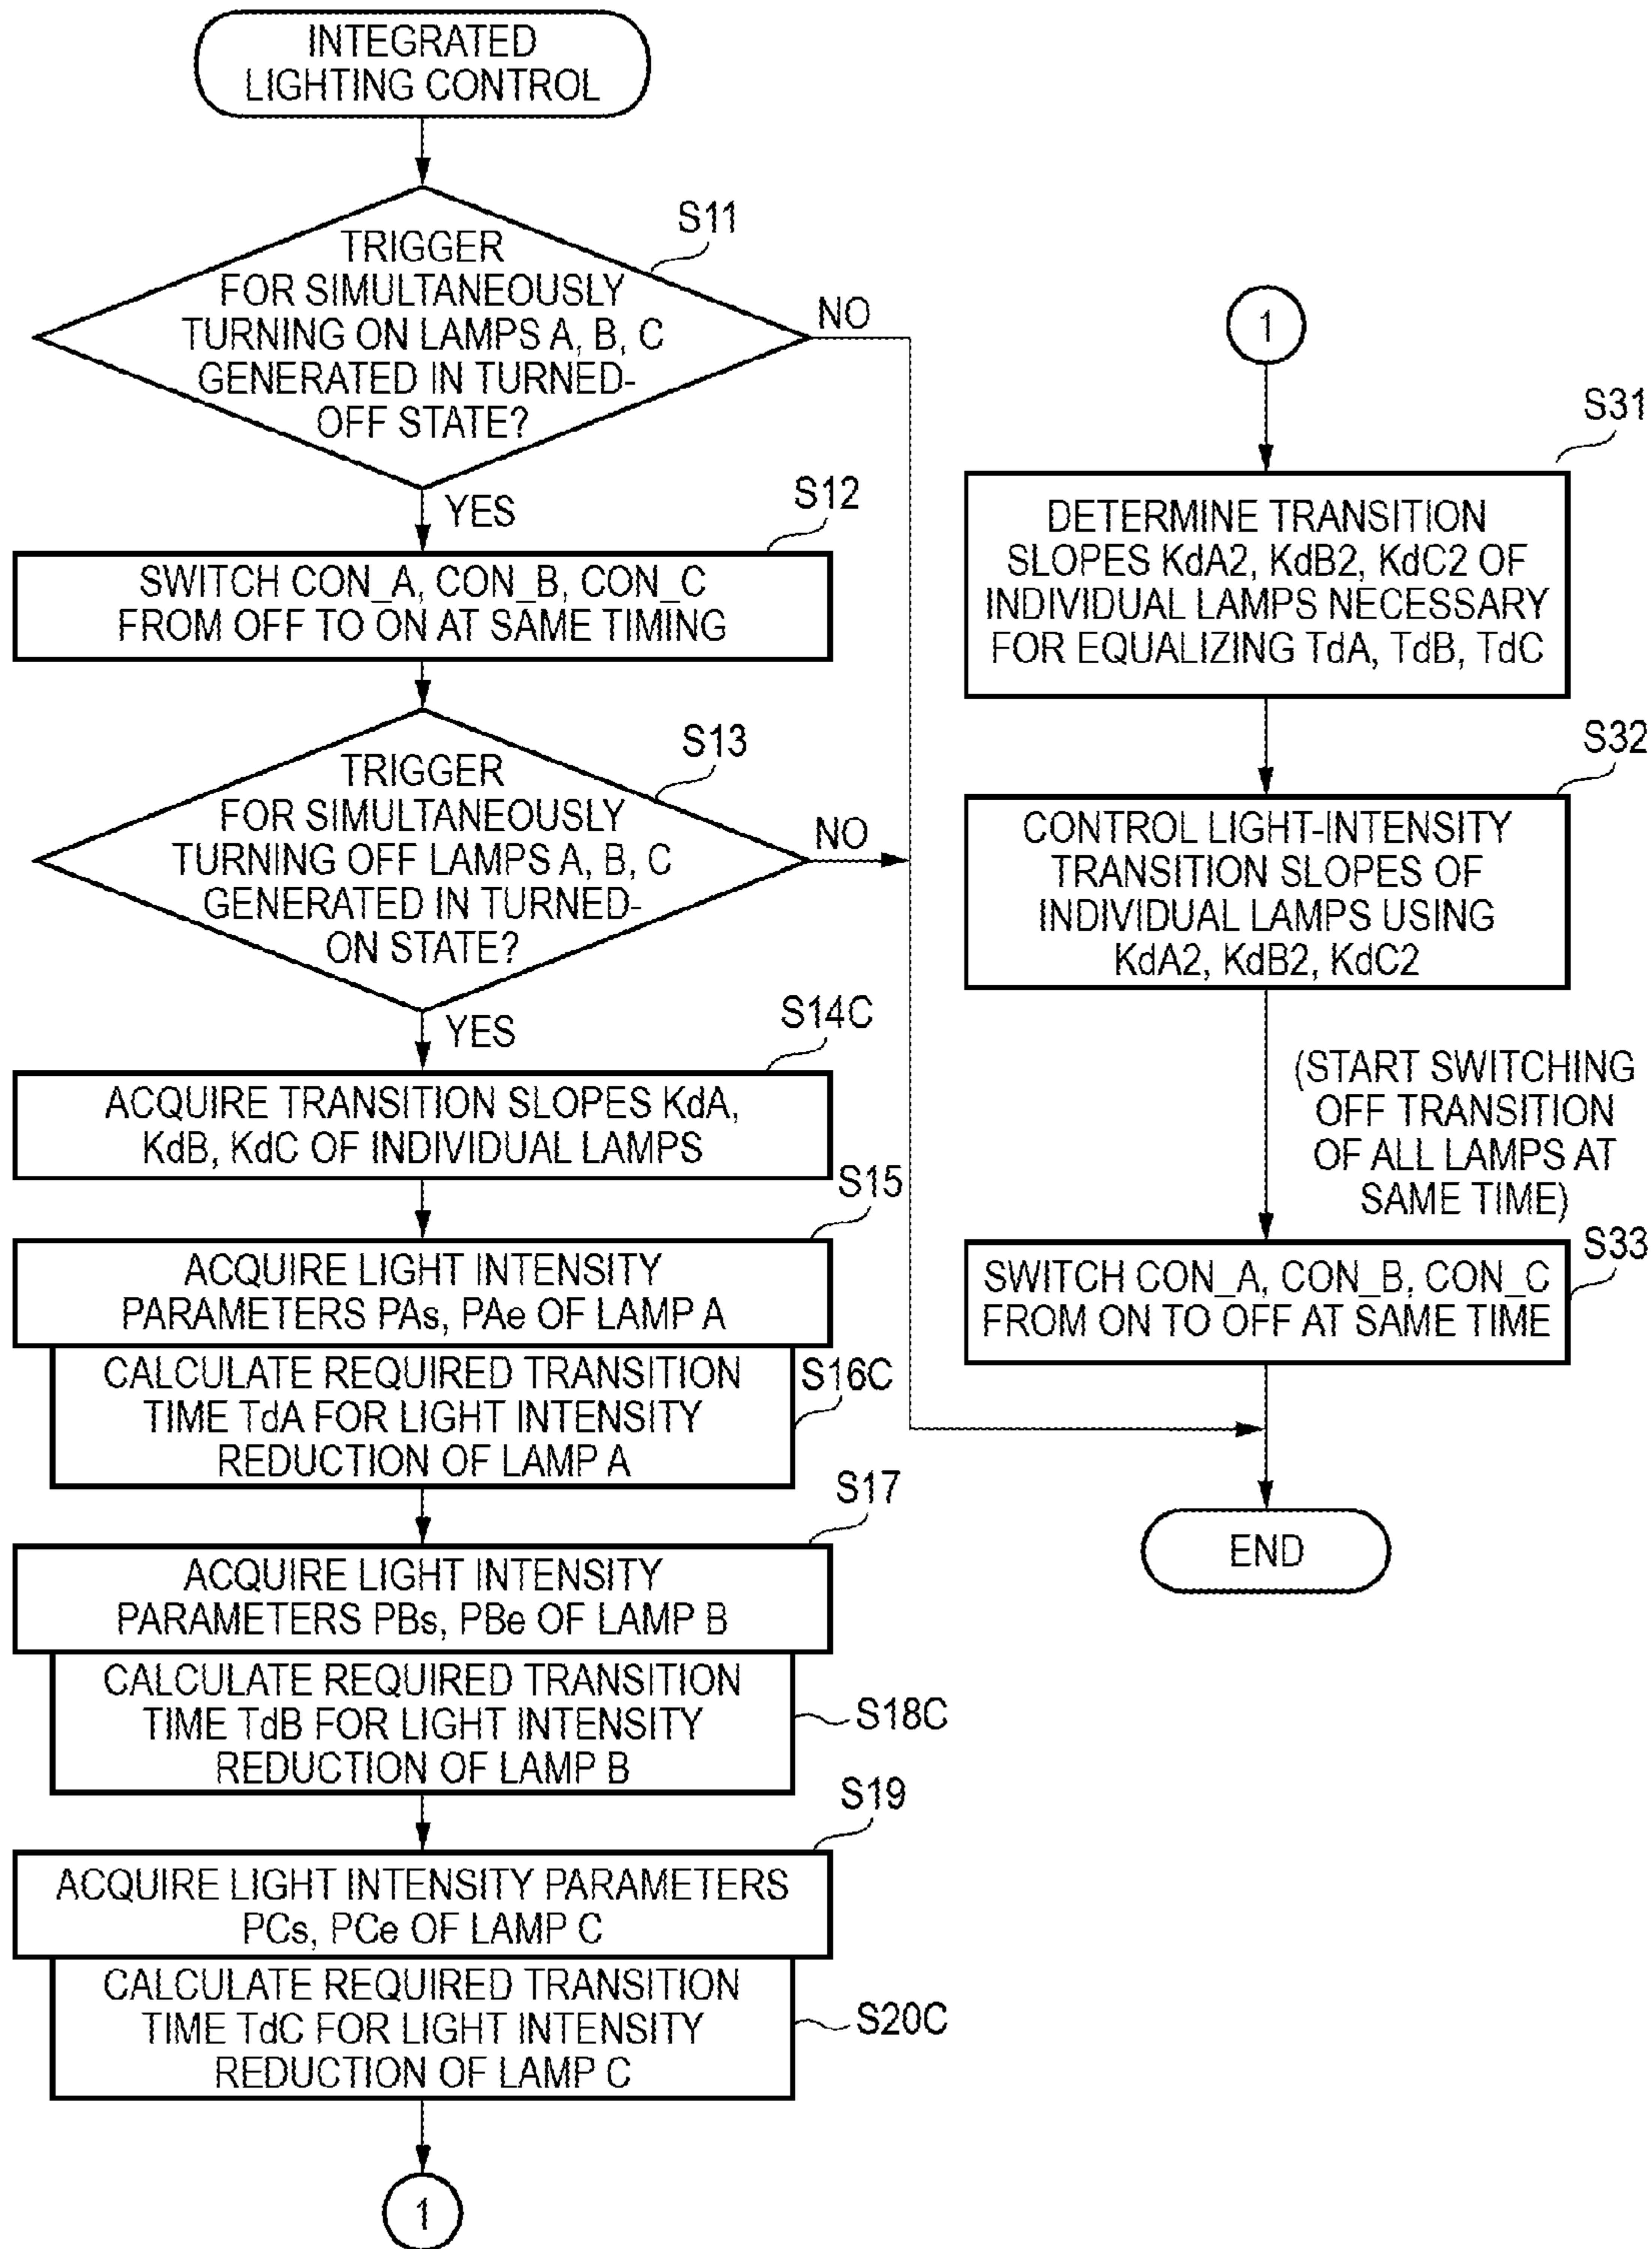 INTEGRATED
LIGHTING CONTROL
S11
TRIGGER
FOR SIMULTANEOUSLY
TURNING ON LAMPS A, B, C
GENERATED IN TURNED-
OFF STATE?
NO
YES
S12
SWITCH CON_A, CON_B, CON_C
FROM OFF TO ON AT SAME TIMING
S13
TRIGGER
FOR SIMULTANEOUSLY
TURNING OFF LAMPS A, B, C
GENERATED IN TURNED-
ON STATE?
NO
YES
S14C
ACQUIRE TRANSITION SLOPES KdA,
KdB, KdC OF INDIVIDUAL LAMPS
S15
ACQUIRE LIGHT INTENSITY
PARAMETERS PAs, PAe OF LAMP A
CALCULATE REQUIRED TRANSITION
TIME TdA FOR LIGHT INTENSITY
REDUCTION OF LAMP A
S16C
S17
ACQUIRE LIGHT INTENSITY
PARAMETERS PBs, PBe OF LAMP B
CALCULATE REQUIRED TRANSITION
TIME TdB FOR LIGHT INTENSITY
REDUCTION OF LAMP B
S18C
S19
ACQUIRE LIGHT INTENSITY PARAMETERS
PCs, PCe OF LAMP C
CALCULATE REQUIRED TRANSITION
TIME TdC FOR LIGHT INTENSITY
REDUCTION OF LAMP C
S20C
1
1
S31
DETERMINE TRANSITION
SLOPES KdA2, KdB2, KdC2 OF
INDIVIDUAL LAMPS NECESSARY
FOR EQUALIZING TdA, TdB, TdC
S32
CONTROL LIGHT-INTENSITY
TRANSITION SLOPES OF
INDIVIDUAL LAMPS USING
KdA2, KdB2, KdC2
(START SWITCHING
OFF TRANSITION
OF ALL LAMPS AT
SAME TIME)
S33
SWITCH CON_A, CON_B, CON_C
FROM ON TO OFF AT SAME TIME
END